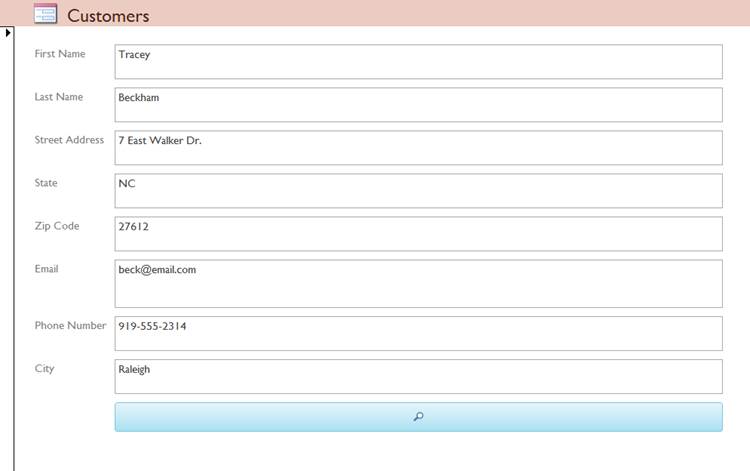 Customers
First Name Tracey
Last Name Beckham
Street Address 7 East Walker Dr.
State NC
Zip Code 27612
Email beck@email.com
Phone Number 919-555-2314
City Raleigh